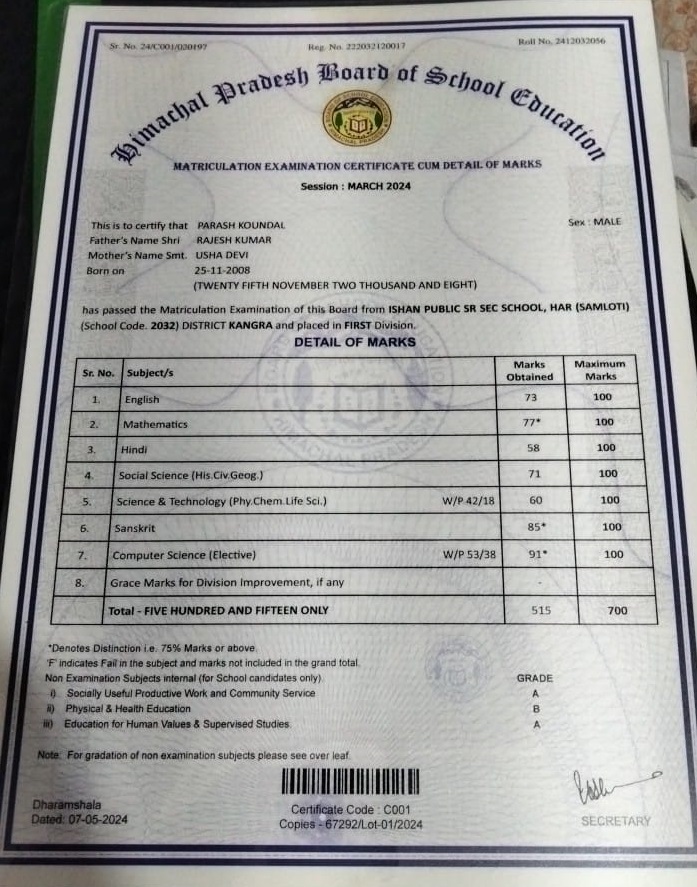 Sr. No. 24/C001/030197 Reg. No. 222032120017 Roll No. 2412032056
Himachal Pradesh Board of School Education
MATRICULATION EXAMINATION CERTIFICATE CUM DETAIL OF MARKS
Session : MARCH 2024
This is to certify that PARASH KOUNDAL Sex : MALE
Father's Name Shri RAJESH KUMAR
Mother's Name Smt. USHA DEVI
Born on 25-11-2008
(TWENTY FIFTH NOVEMBER TWO THOUSAND AND EIGHT)
has passed the Matriculation Examination of this Board from ISHAN PUBLIC SR SEC SCHOOL, HAR (SAMLOTI)
(School Code. 2032) DISTRICT KANGRA and placed in FIRST Division.
DETAIL OF MARKS
Sr. No. Subject/s Marks Obtained Maximum Marks
1. English 73 100
2. Mathematics 77* 100
3. Hindi 58 100
4. Social Science (His.Civ.Geog.) 71 100
5. Science & Technology (Phy.Chem.Life Sci.) W/P 42/18 60 100
6. Sanskrit 85* 100
7. Computer Science (Elective) W/P 53/38 91* 100
8. Grace Marks for Division Improvement, if any -
Total - FIVE HUNDRED AND FIFTEEN ONLY 515 700
*Denotes Distinction i.e. 75% Marks or above.
'F' indicates Fail in the subject and marks not included in the grand total.
Non Examination Subjects internal (for School candidates only) GRADE
i) Socially Useful Productive Work and Community Service A
ii) Physical & Health Education B
iii) Education for Human Values & Supervised Studies. A
Note: For gradation of non examination subjects please see over leaf.
Dharamshala
Dated: 07-05-2024
Certificate Code : C001
Copies - 67292/Lot-01/2024
SECRETARY